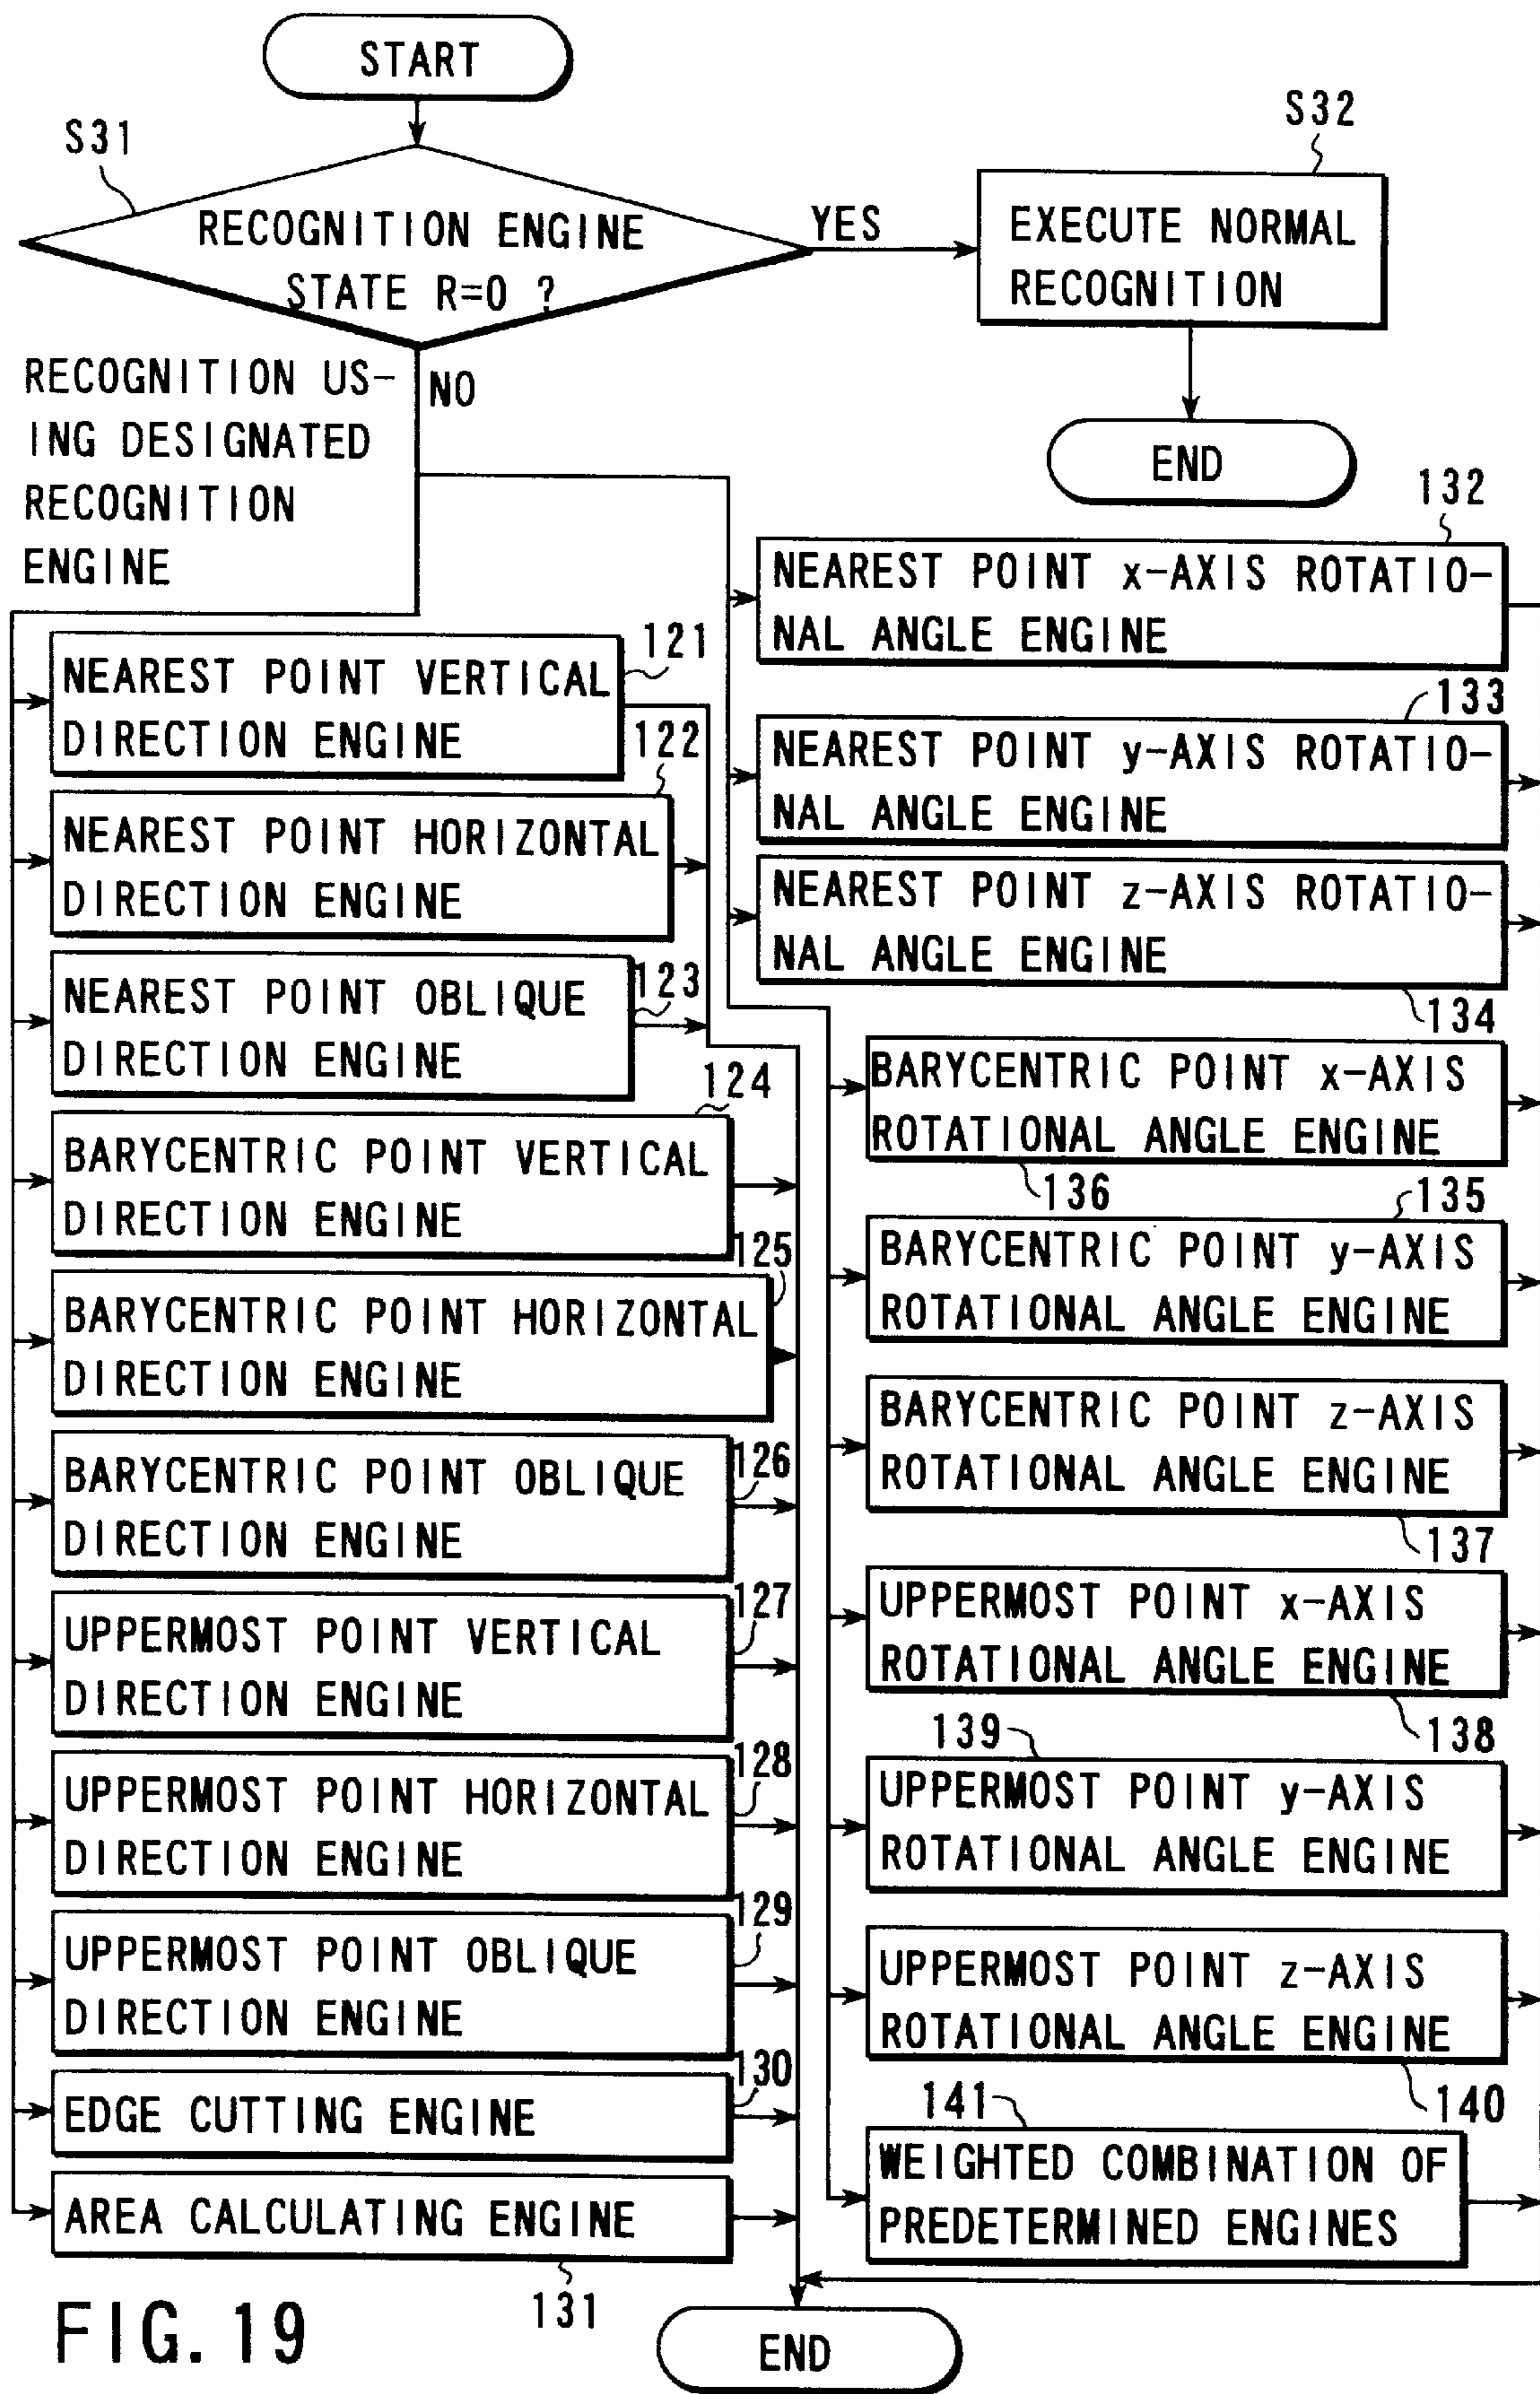 START
S31
RECOGNITION ENGINE
STATE R=0 ?
YES
S32
EXECUTE NORMAL
RECOGNITION
END
NO
RECOGNITION US-
ING DESIGNATED
RECOGNITION
ENGINE
121
NEAREST POINT VERTICAL
DIRECTION ENGINE
122
NEAREST POINT HORIZONTAL
DIRECTION ENGINE
123
NEAREST POINT OBLIQUE
DIRECTION ENGINE
124
BARYCENTRIC POINT VERTICAL
DIRECTION ENGINE
125
BARYCENTRIC POINT HORIZONTAL
DIRECTION ENGINE
126
BARYCENTRIC POINT OBLIQUE
DIRECTION ENGINE
127
UPPERMOST POINT VERTICAL
DIRECTION ENGINE
128
UPPERMOST POINT HORIZONTAL
DIRECTION ENGINE
129
UPPERMOST POINT OBLIQUE
DIRECTION ENGINE
130
EDGE CUTTING ENGINE
AREA CALCULATING ENGINE
131
132
NEAREST POINT x-AXIS ROTATIO-
NAL ANGLE ENGINE
133
NEAREST POINT y-AXIS ROTATIO-
NAL ANGLE ENGINE
NEAREST POINT z-AXIS ROTATIO-
NAL ANGLE ENGINE
134
BARYCENTRIC POINT x-AXIS
ROTATIONAL ANGLE ENGINE
136
135
BARYCENTRIC POINT y-AXIS
ROTATIONAL ANGLE ENGINE
BARYCENTRIC POINT z-AXIS
ROTATIONAL ANGLE ENGINE
137
UPPERMOST POINT x-AXIS
ROTATIONAL ANGLE ENGINE
138
139
UPPERMOST POINT y-AXIS
ROTATIONAL ANGLE ENGINE
UPPERMOST POINT z-AXIS
ROTATIONAL ANGLE ENGINE
140
141
WEIGHTED COMBINATION OF
PREDETERMINED ENGINES
END
FIG. 19